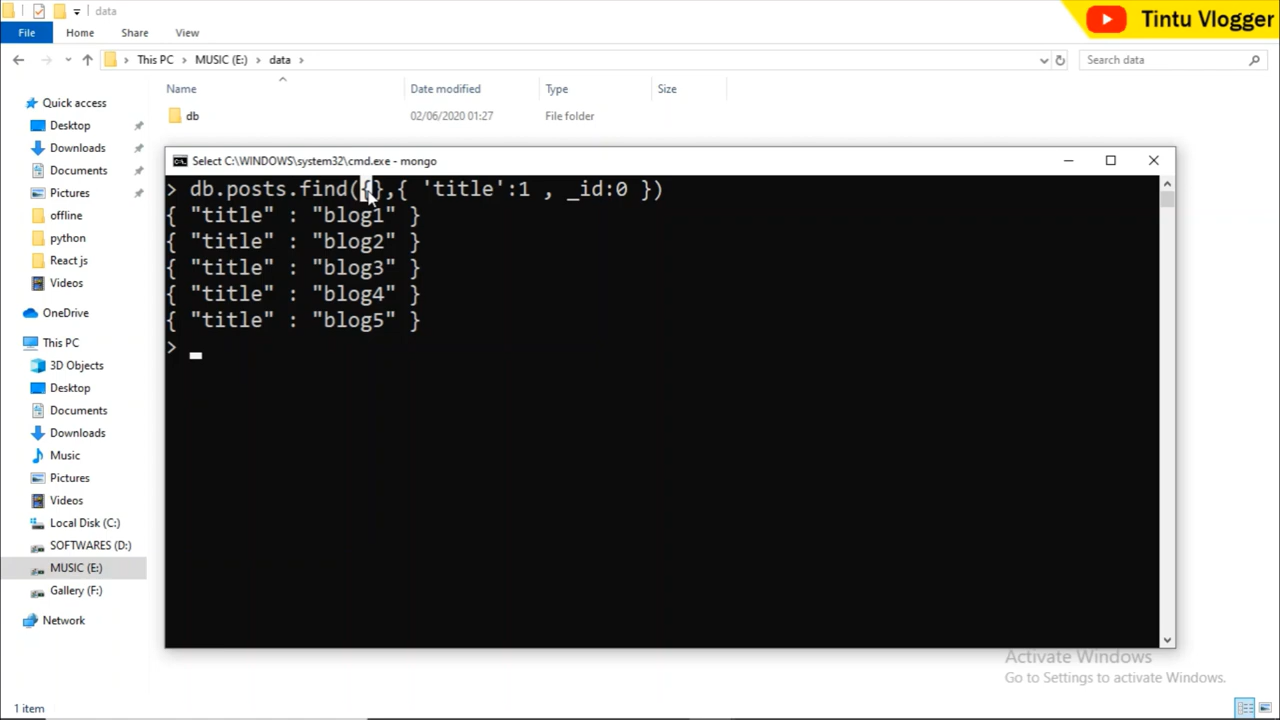 data
Tintu Vlogger
File Home Share View
This PC MUSIC (E:) data
Search data
Name Date modified Type Size
db 02/06/2020 01:27 File folder
Quick access
Desktop
Downloads
Documents
Pictures
offline
python
React js
Videos
OneDrive
This PC
3D Objects
Desktop
Documents
Downloads
Music
Pictures
Videos
Local Disk (C:)
SOFTWARES (D:)
MUSIC (E:)
Gallery (F:)
Network
Select C:\WINDOWS\system32\cmd.exe - mongo
> db.posts.find({},{ 'title':1 , _id:0 })
{ "title" : "blog1" }
{ "title" : "blog2" }
{ "title" : "blog3" }
{ "title" : "blog4" }
{ "title" : "blog5" }
>
Activate Windows
Go to Settings to activate Windows.
1 item